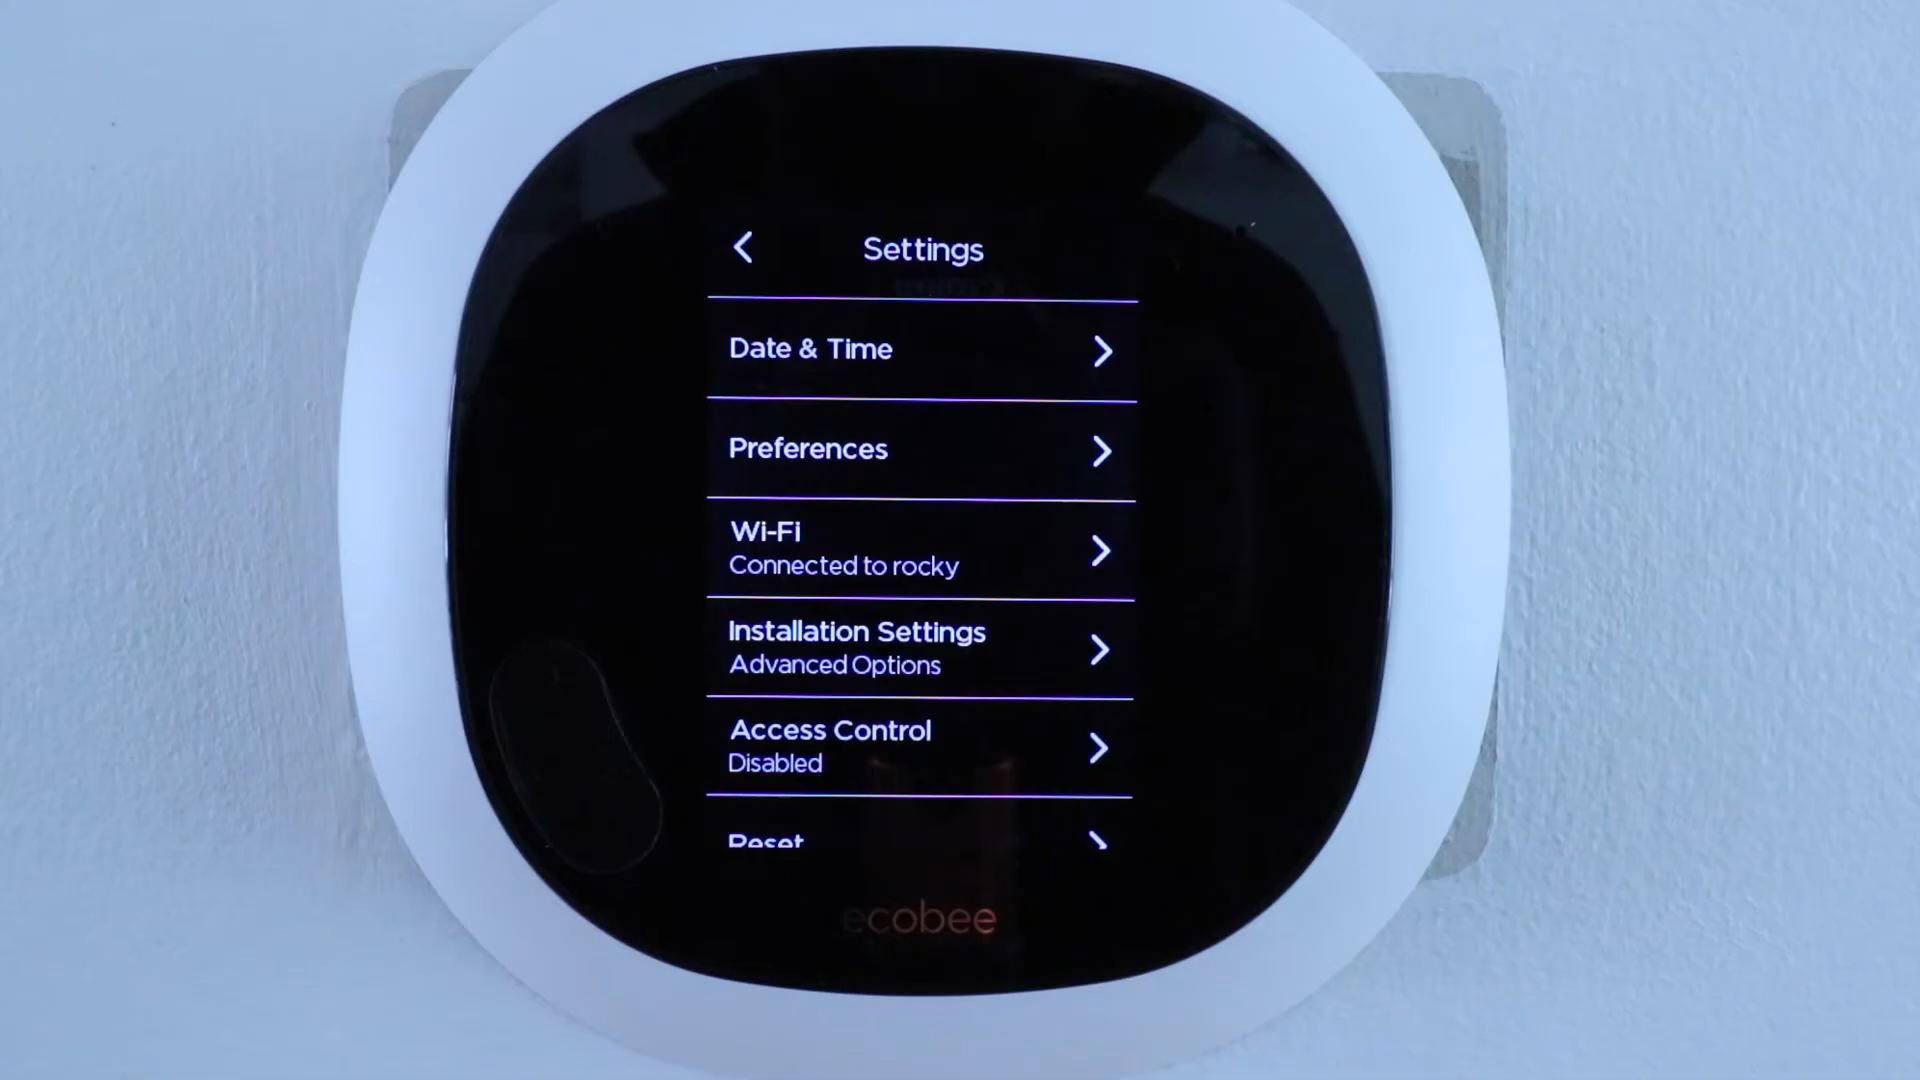 Settings
Date & Time
Preferences
Wi-Fi
Connected to rocky
Installation Settings
Advanced Options
Access Control
Disabled
Reset
ecobee